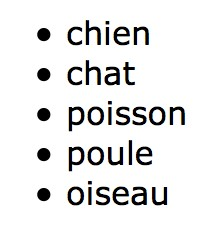 • chien
• chat
• poisson
• poule
• oiseau